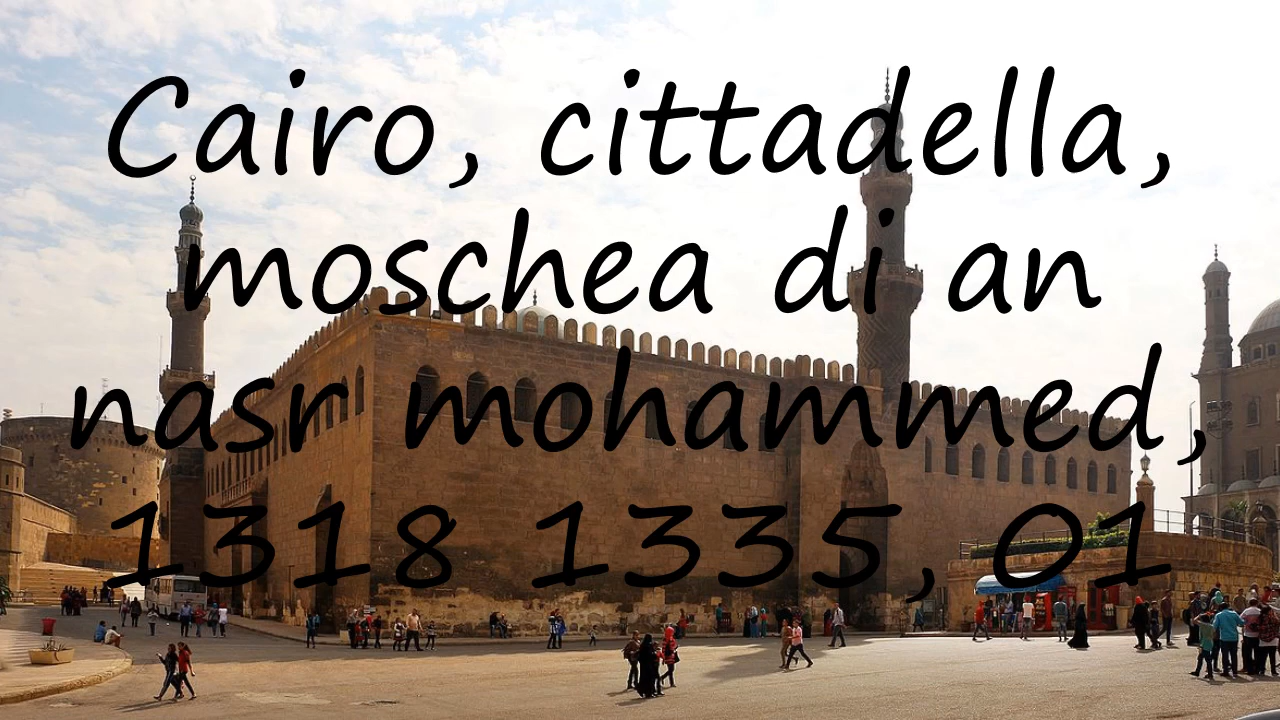 Cairo, cittadella,
moschea di an
nasr mohammed,
1318 1335, 01